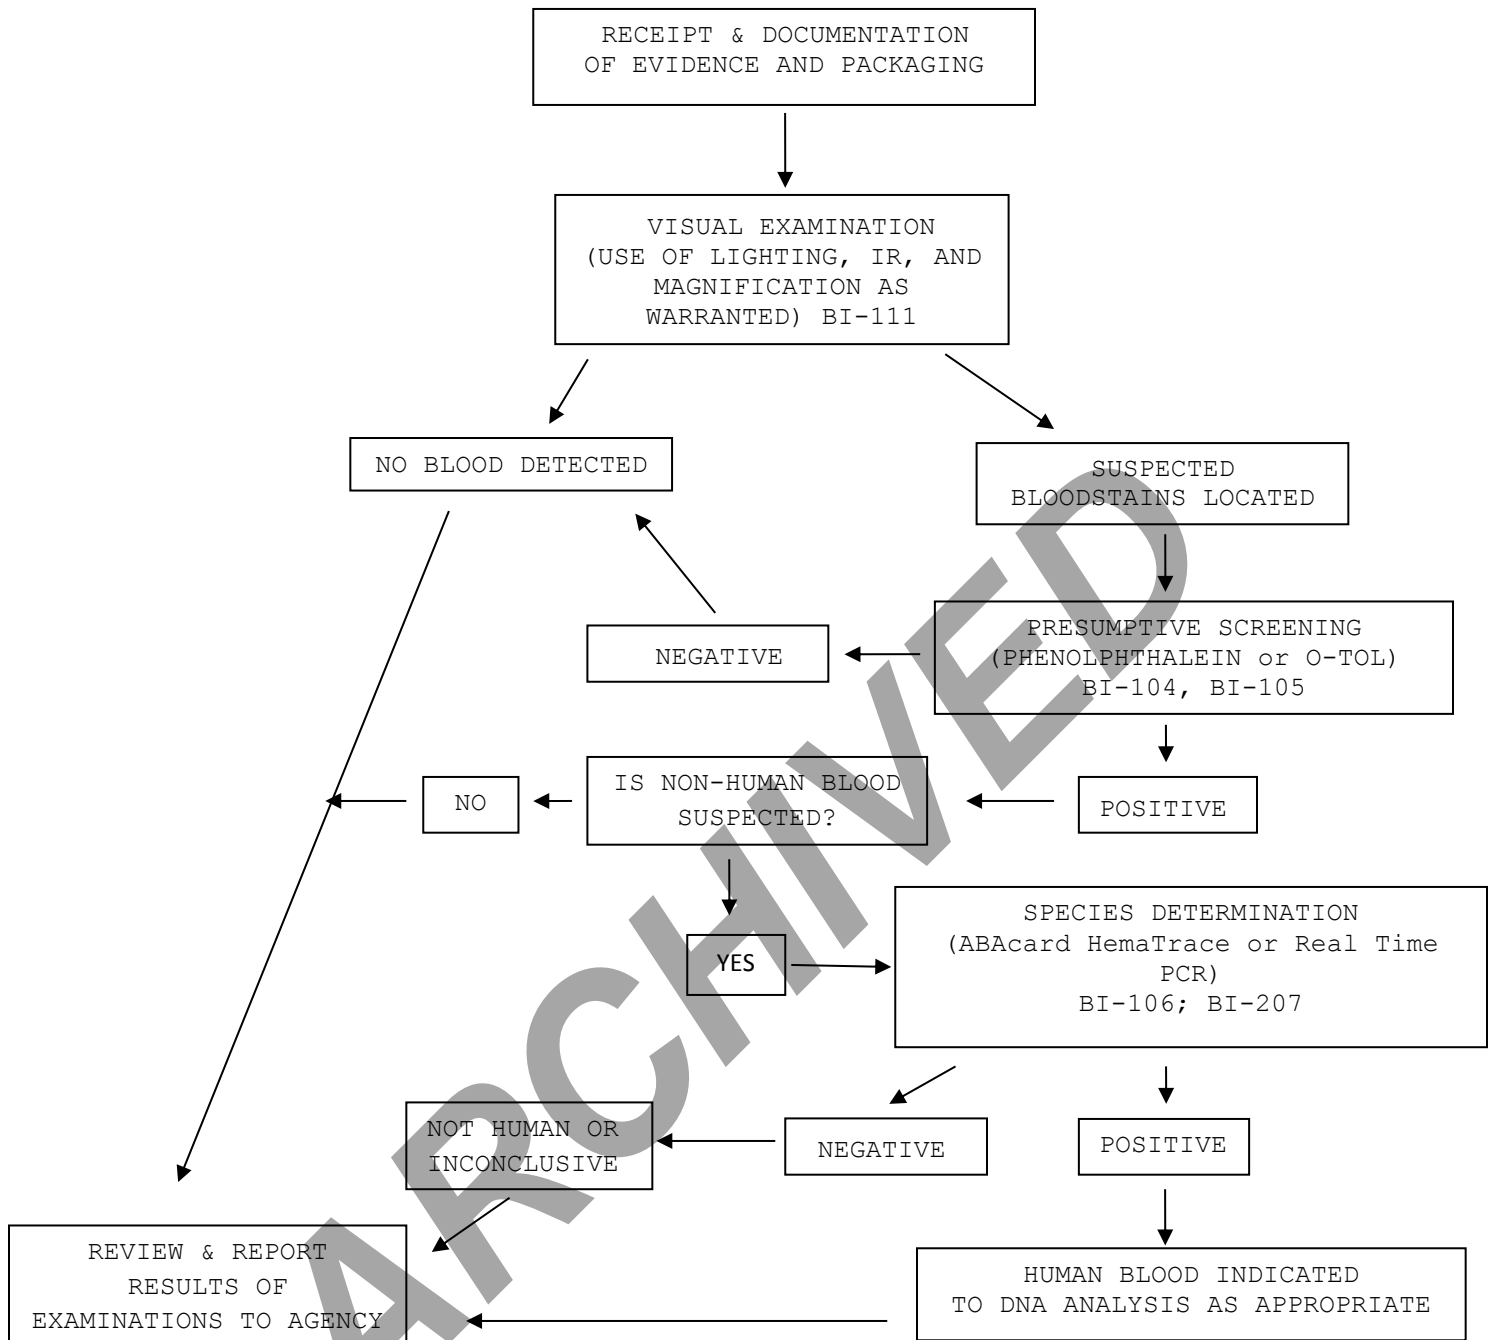 RECEIPT & DOCUMENTATION
OF EVIDENCE AND PACKAGING
VISUAL EXAMINATION
(USE OF LIGHTING, IR, AND
MAGNIFICATION AS
WARRANTED) BI-111
NO BLOOD DETECTED
SUSPECTED
BLOODSTAINS LOCATED
PRESUMPTIVE SCREENING
(PHENOLPHTHALEIN or O-TOL)
BI-104, BI-105
NEGATIVE
IS NON-HUMAN BLOOD
SUSPECTED?
NO
POSITIVE
YES
SPECIES DETERMINATION
(ABAcard HemaTrace or Real Time
PCR)
BI-106; BI-207
NOT HUMAN OR
INCONCLUSIVE
NEGATIVE
POSITIVE
REVIEW & REPORT
RESULTS OF
EXAMINATIONS TO AGENCY
HUMAN BLOOD INDICATED
TO DNA ANALYSIS AS APPROPRIATE
ARCHIVED